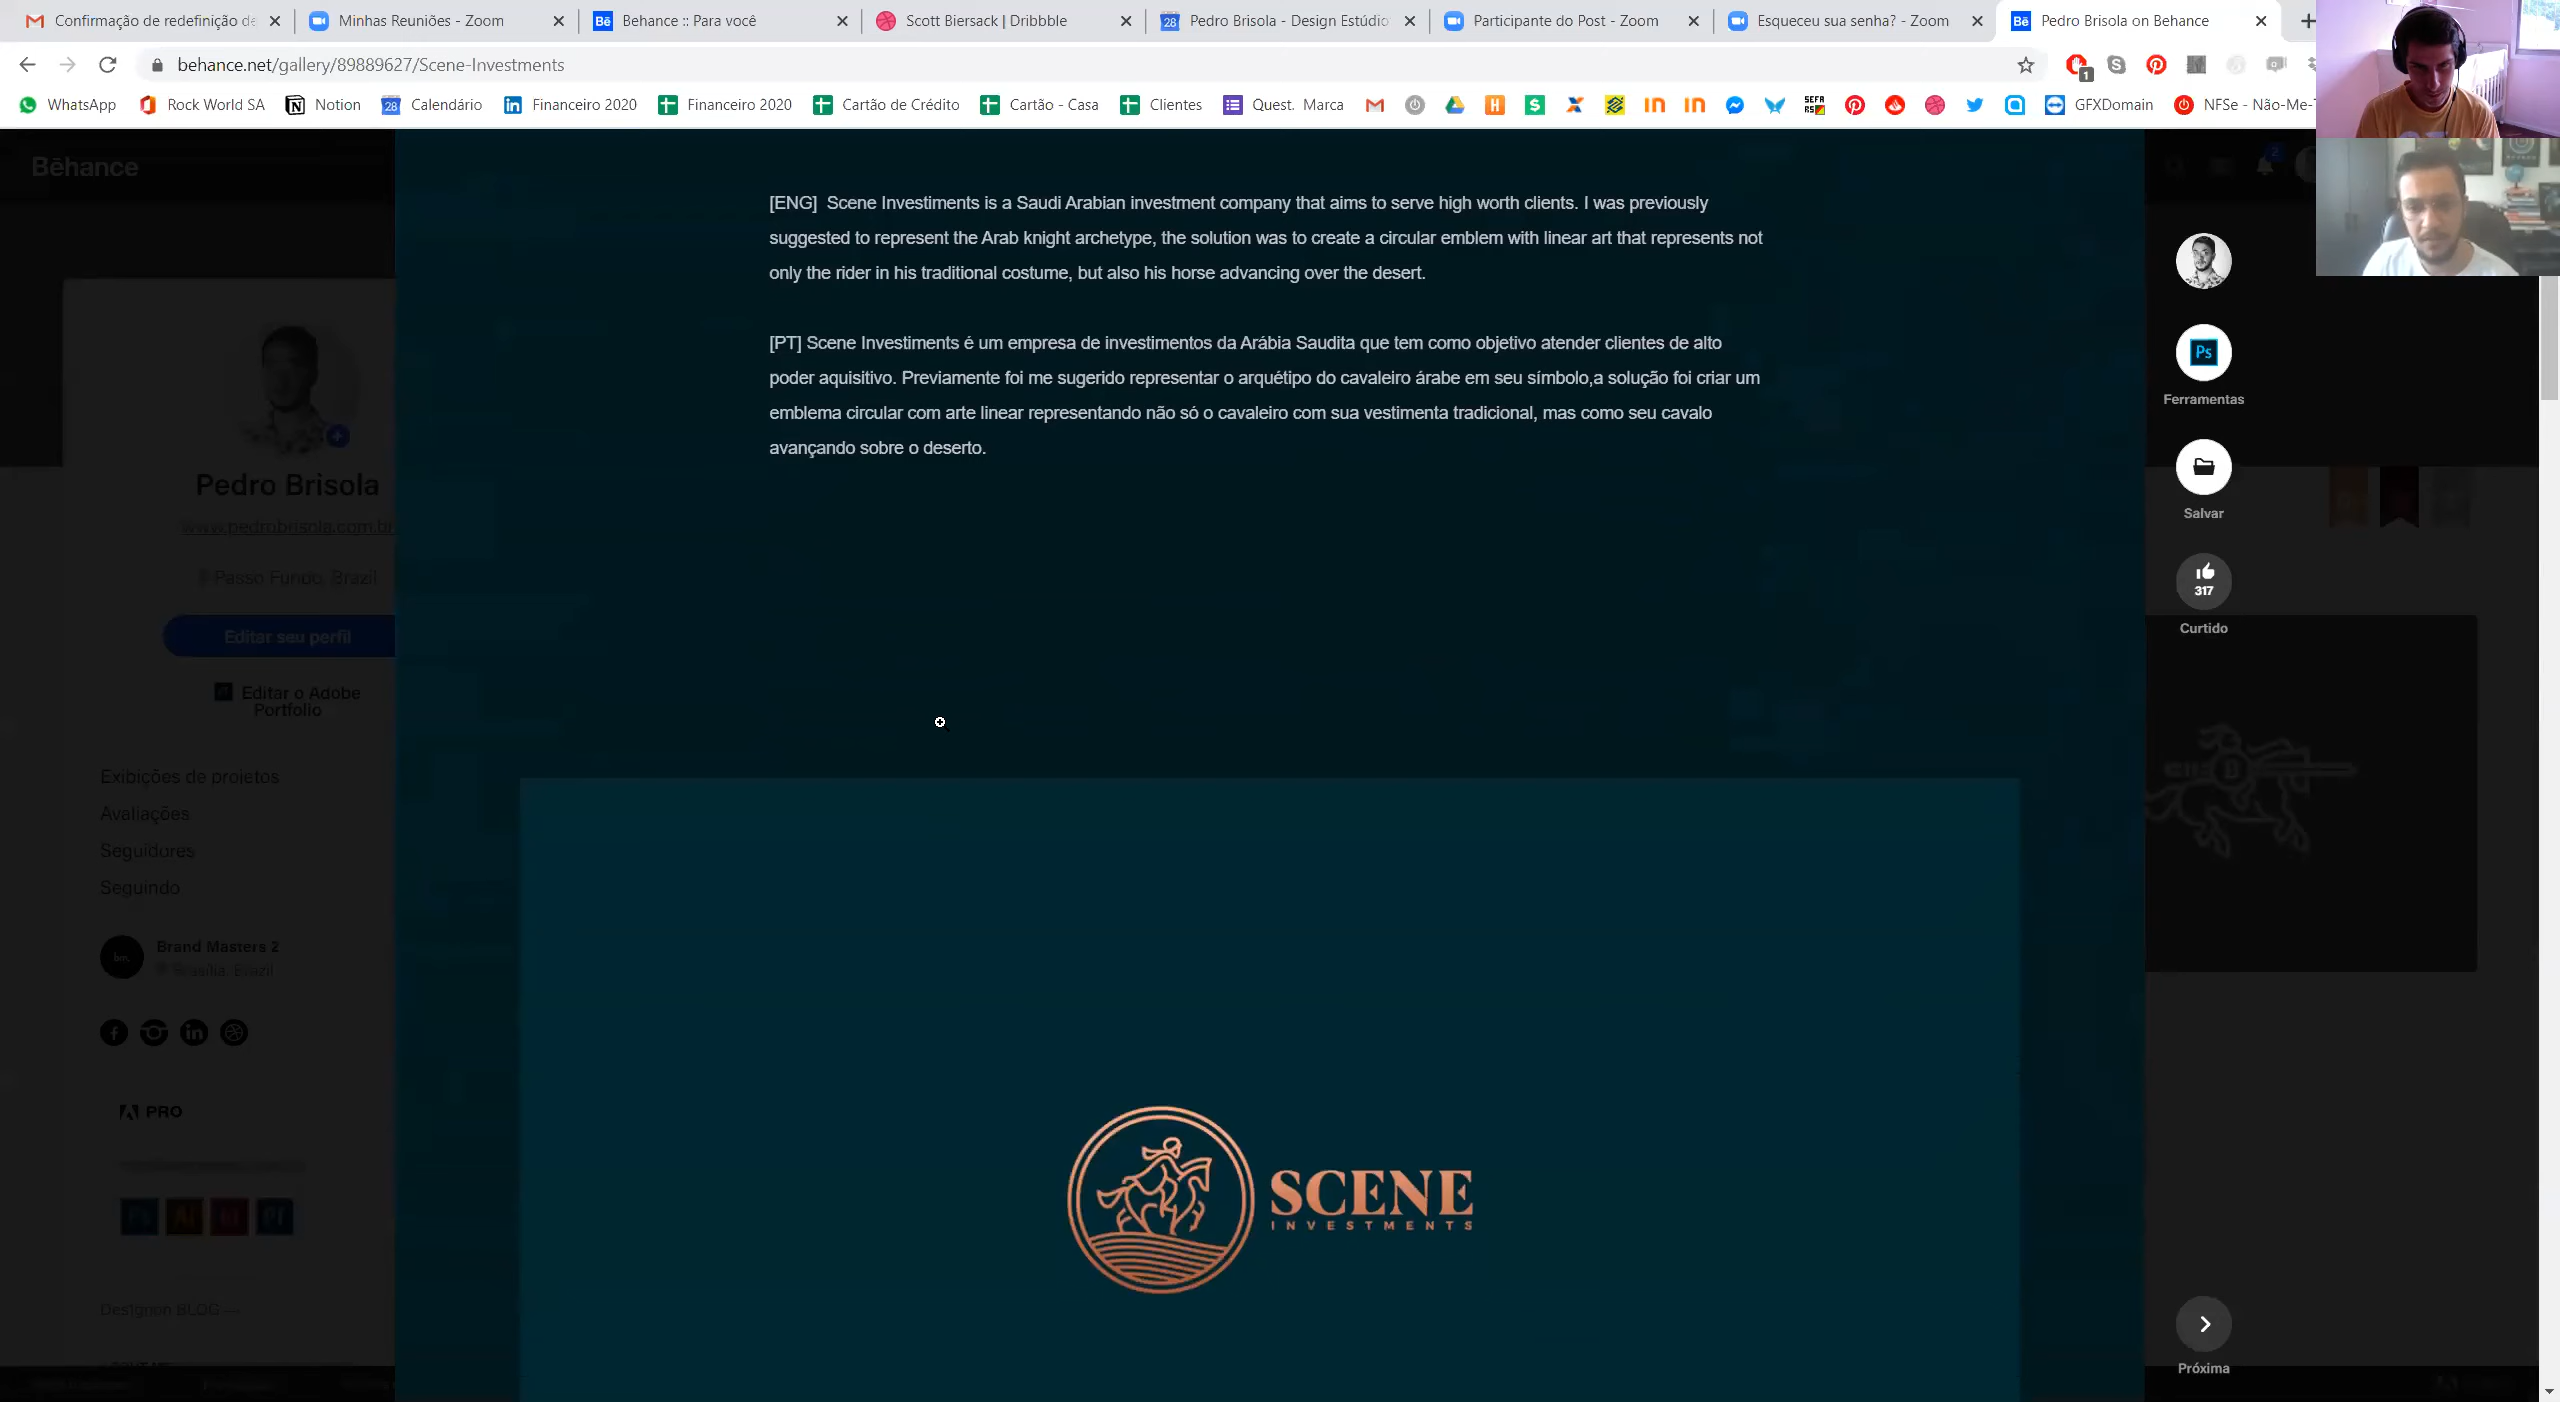 Confirmação de redefinição de
Minhas Reuniões - Zoom
Behance :: Para você
Scott Biersack | Dribbble
Pedro Brisola - Design Estúdio
Participante do Post - Zoom
Esqueceu sua senha? - Zoom
Pedro Brisola on Behance
behance.net/gallery/89889627/Scene-Investments
WhatsApp
Rock World SA
Notion
Calendário
Financeiro 2020
Financeiro 2020
Cartão de Crédito
Cartão - Casa
Clientes
Quest. Marca
GFXDomain
NFSe - Não-Me-T
Bēhance
[ENG]  Scene Investiments is a Saudi Arabian investment company that aims to serve high worth clients. I was previously
suggested to represent the Arab knight archetype, the solution was to create a circular emblem with linear art that represents not
only the rider in his traditional costume, but also his horse advancing over the desert.
[PT] Scene Investiments é um empresa de investimentos da Arábia Saudita que tem como objetivo atender clientes de alto
poder aquisitivo. Previamente foi me sugerido representar o arquétipo do cavaleiro árabe em seu símbolo,a solução foi criar um
emblema circular com arte linear representando não só o cavaleiro com sua vestimenta tradicional, mas como seu cavalo
avançando sobre o deserto.
Pedro Brisola
www.pedrobrisola.com.br
Passo Fundo, Brazil
Editar seu perfil
Editar o Adobe
Portfolio
Exibições de projetos
Avaliações
Seguidores
Seguindo
Brand Masters 2
Brasília, Brazil
PRO
Designon BLOG —
SCENE
INVESTMENTS
Ps
Ferramentas
Salvar
317
Curtido
Próxima